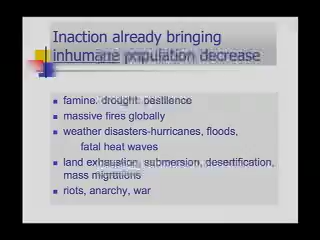 Inaction already bringing
inhumane population decrease
famine. drought. pestilence
massive fires globally
weather disasters-hurricanes, floods,
fatal heat waves
land exhaustion, submersion, desertification,
mass migrations
riots, anarchy, war